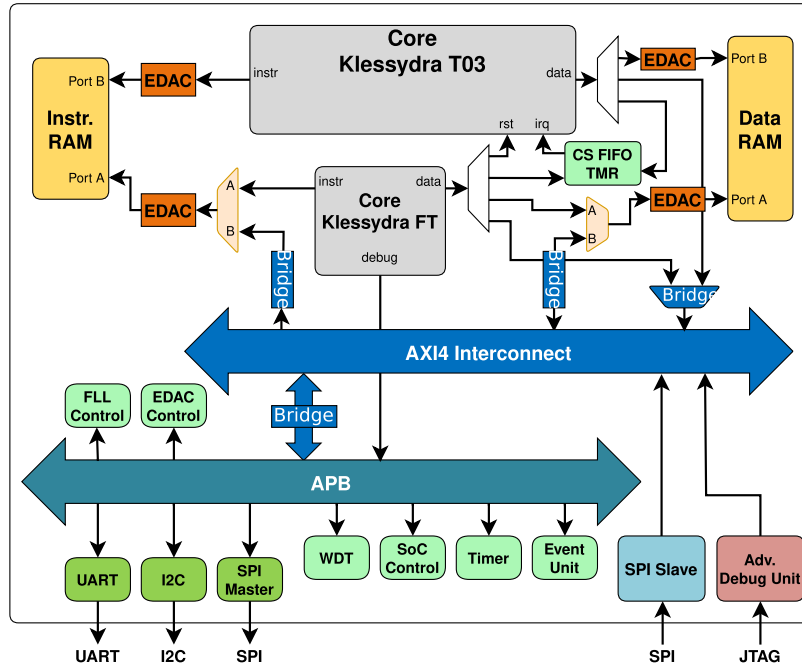 Core
Klessydra T03
instr
data
rst
irq
EDAC
Port B
Instr.
RAM
Port A
EDAC
EDAC
Port B
Data
RAM
Port A
CS FIFO
TMR
EDAC
A
B
instr
data
Core
Klessydra FT
debug
A
B
Bridge
Bridge
Bridge
AXI4 Interconnect
FLL
Control
EDAC
Control
Bridge
APB
WDT
SoC
Control
Timer
Event
Unit
UART
I2C
SPI
Master
SPI Slave
Adv.
Debug Unit
UART
I2C
SPI
SPI
JTAG